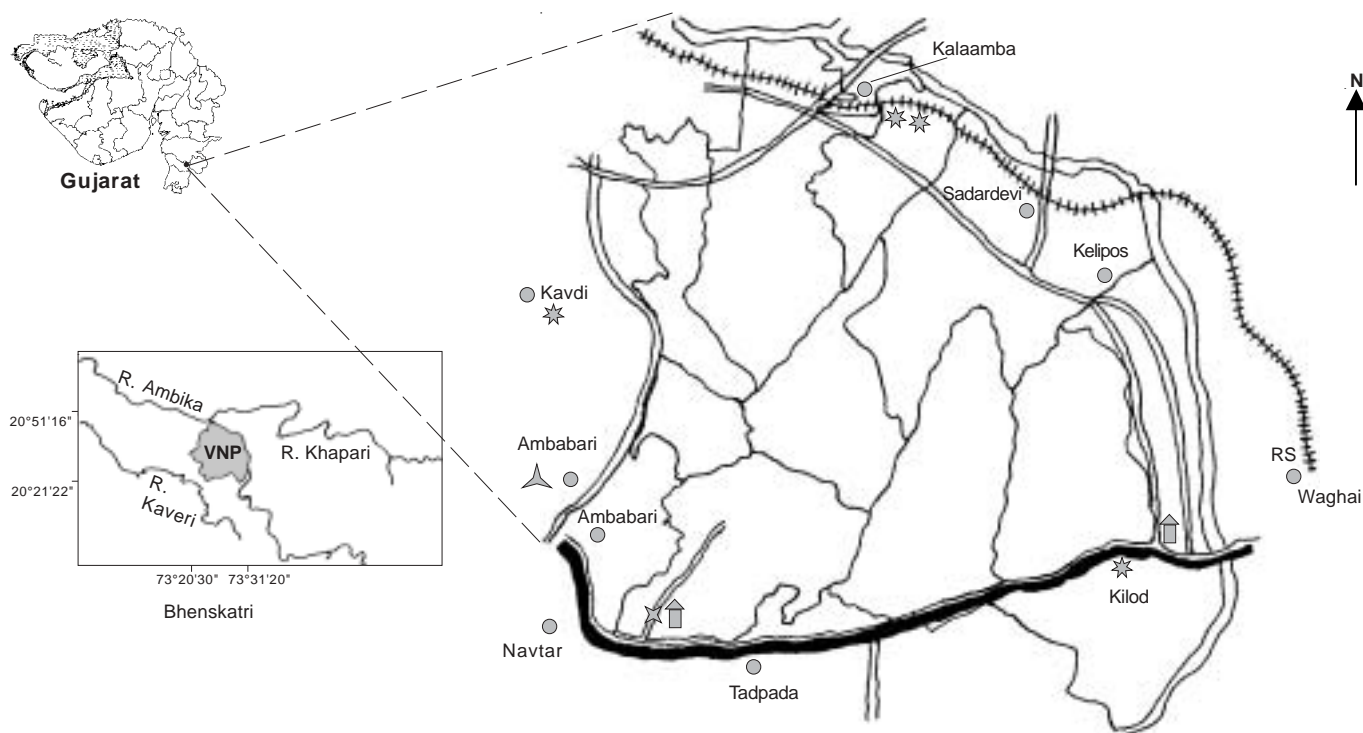 Kalaamba
N
Gujarat
Sadardevi
Kelipos
Kavdi
R. Ambika
20°51'16"
VNP
R. Khapari
20°21'22"
R.
Kaveri
73°20'30" 73°31'20"
Bhenskatri
Ambabari
RS
Waghai
Ambabari
Kilod
Navtar
Tadpada